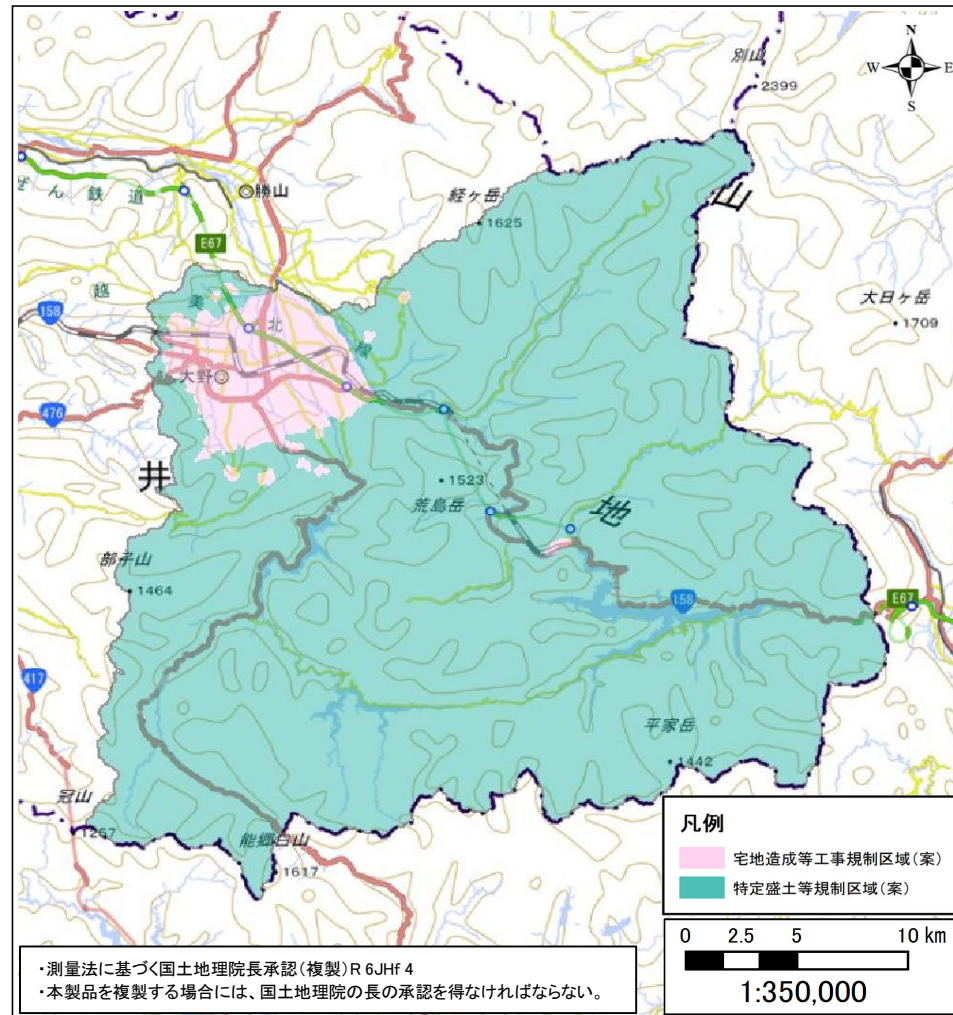 別山
2399
N
W
E
S
ぜん鉄道
勝山
経ヶ岳
1625
山
E67
越
美
北
線
158
大日ヶ岳
1709
大野
476
井
1523
荒島岳
地
部子山
1464
158
E67
417
平家岳
1442
冠山
1257
能郷白山
1617
凡例
宅地造成等工事規制区域(案)
特定盛土等規制区域(案)
0 2.5 5 10 km
1:350,000
・測量法に基づく国土地理院長承認(複製)R 6JHf 4
・本製品を複製する場合には、国土地理院の長の承認を得なければならない。